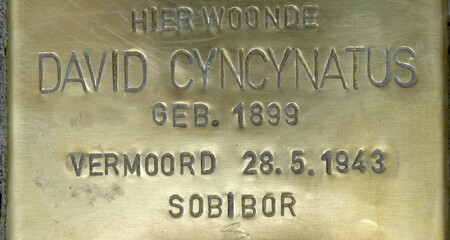 HIER WOONDE
DAVID CYNCYNATUS
GEB. 1899
VERMOORD 28.5.1943
SOBIBOR